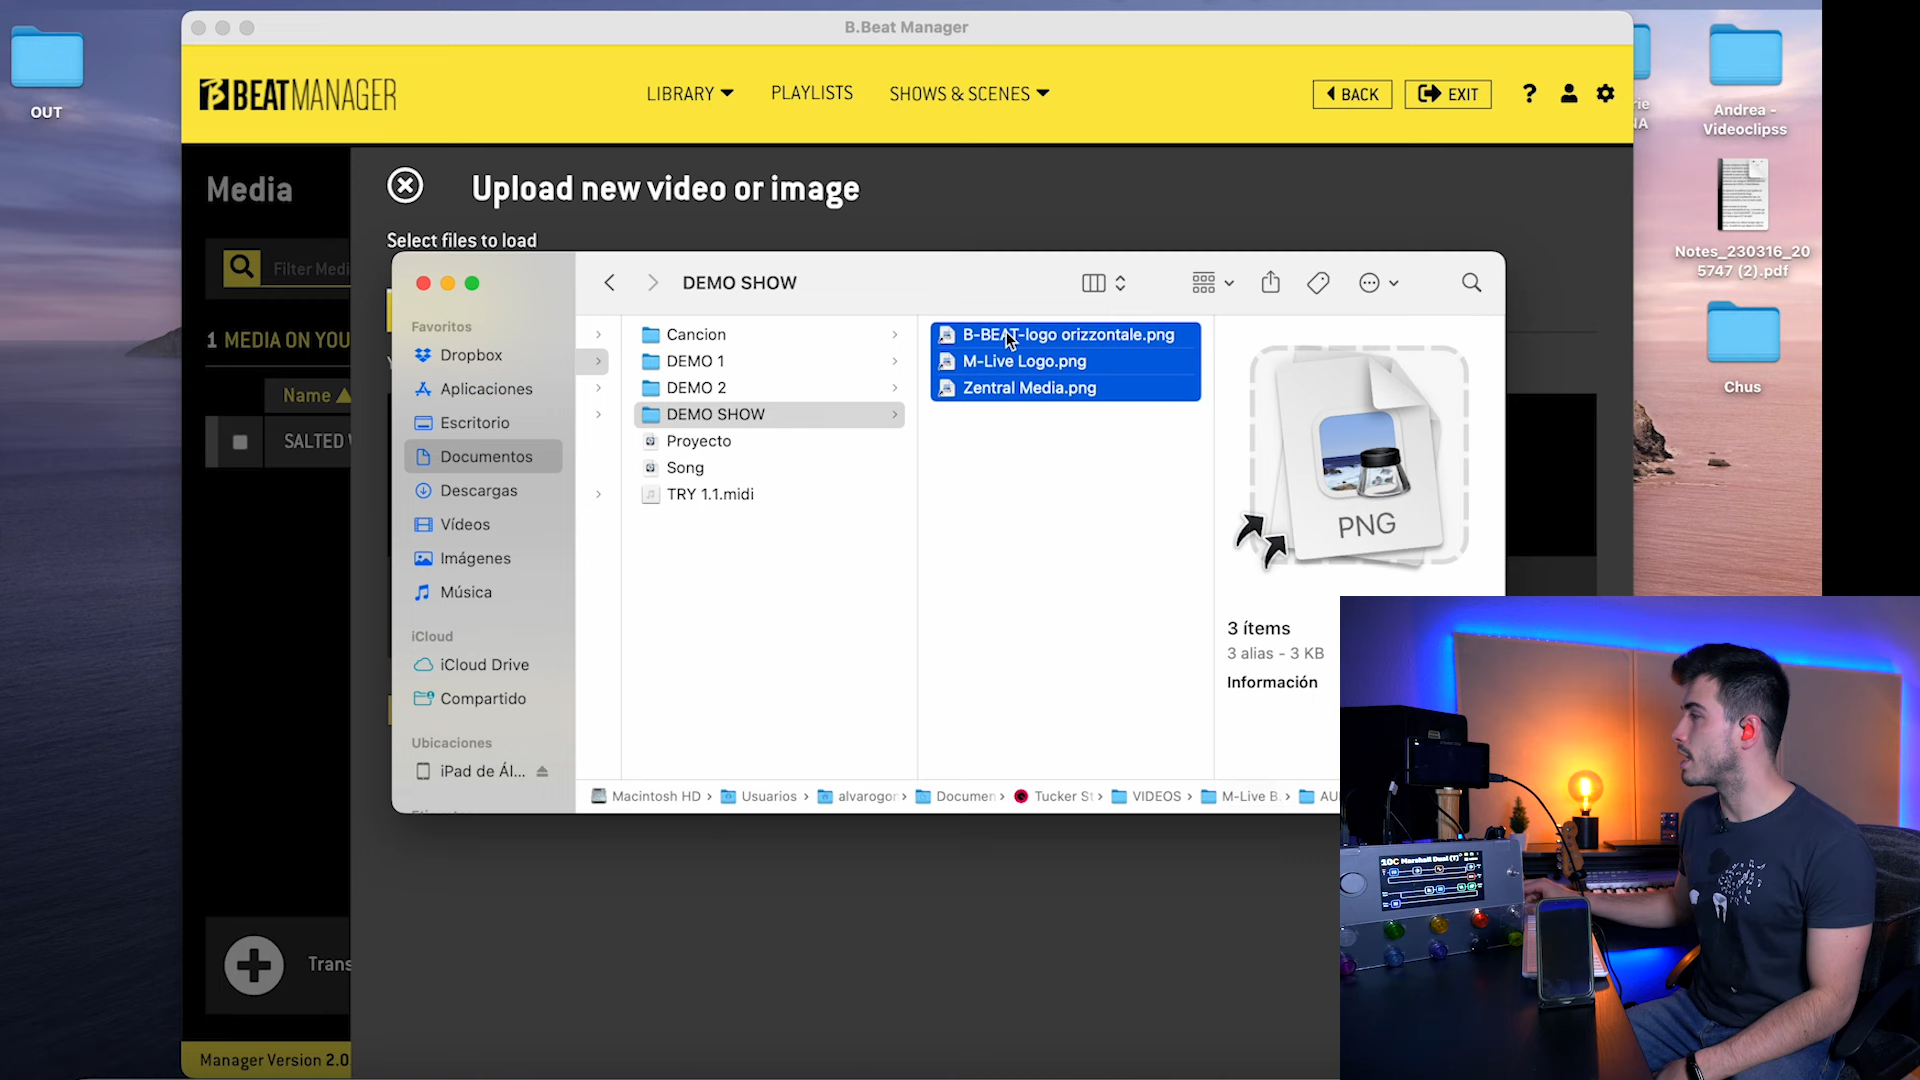 B.Beat Manager
OUT
BEATMANAGER
LIBRARY
PLAYLISTS
SHOWS & SCENES
BACK
EXIT
?
Andrea -
Videoclipss
Notes_230316_20
5747 (2).pdf
Chus
Media
Upload new video or image
Filter Medi
Select files to load
1 MEDIA ON YOU
Name
SALTED
DEMO SHOW
Favoritos
Dropbox
Aplicaciones
Escritorio
Documentos
Descargas
Vídeos
Imágenes
Música
iCloud
iCloud Drive
Compartido
Ubicaciones
iPad de Ál...
Cancion
DEMO 1
DEMO 2
DEMO SHOW
Proyecto
Song
TRY 1.1.midi
B-BEAT-logo orizzontale.png
M-Live Logo.png
Zentral Media.png
PNG
3 ítems
3 alias - 3 KB
Información
Macintosh HD
Usuarios
alvarogor
Documen
Tucker St
VIDEOS
M-Live B.
AU
Trans
Manager Version 2.0
10C Marshall Dual (T)